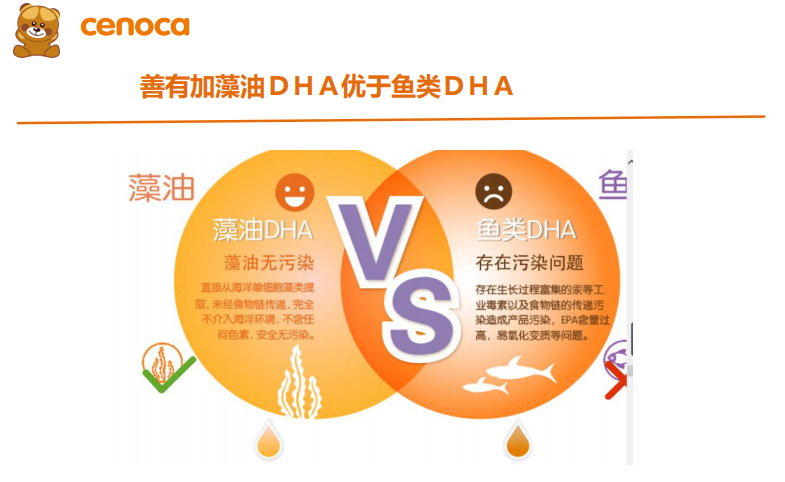 cenoca
善有加藻油ＤＨＡ优于鱼类ＤＨＡ
藻油
鱼
藻油DHA
藻油无污染
直接从海洋单细胞藻类提
取，未经食物链传递，完全
不介入海洋环境，不含任
何色素，安全无污染。
VS
鱼类DHA
存在污染问题
存在生长过程富集的汞等工
业毒素以及食物链的传递污
染造成产品污染，EPA含量过
高，易氧化变质等问题。